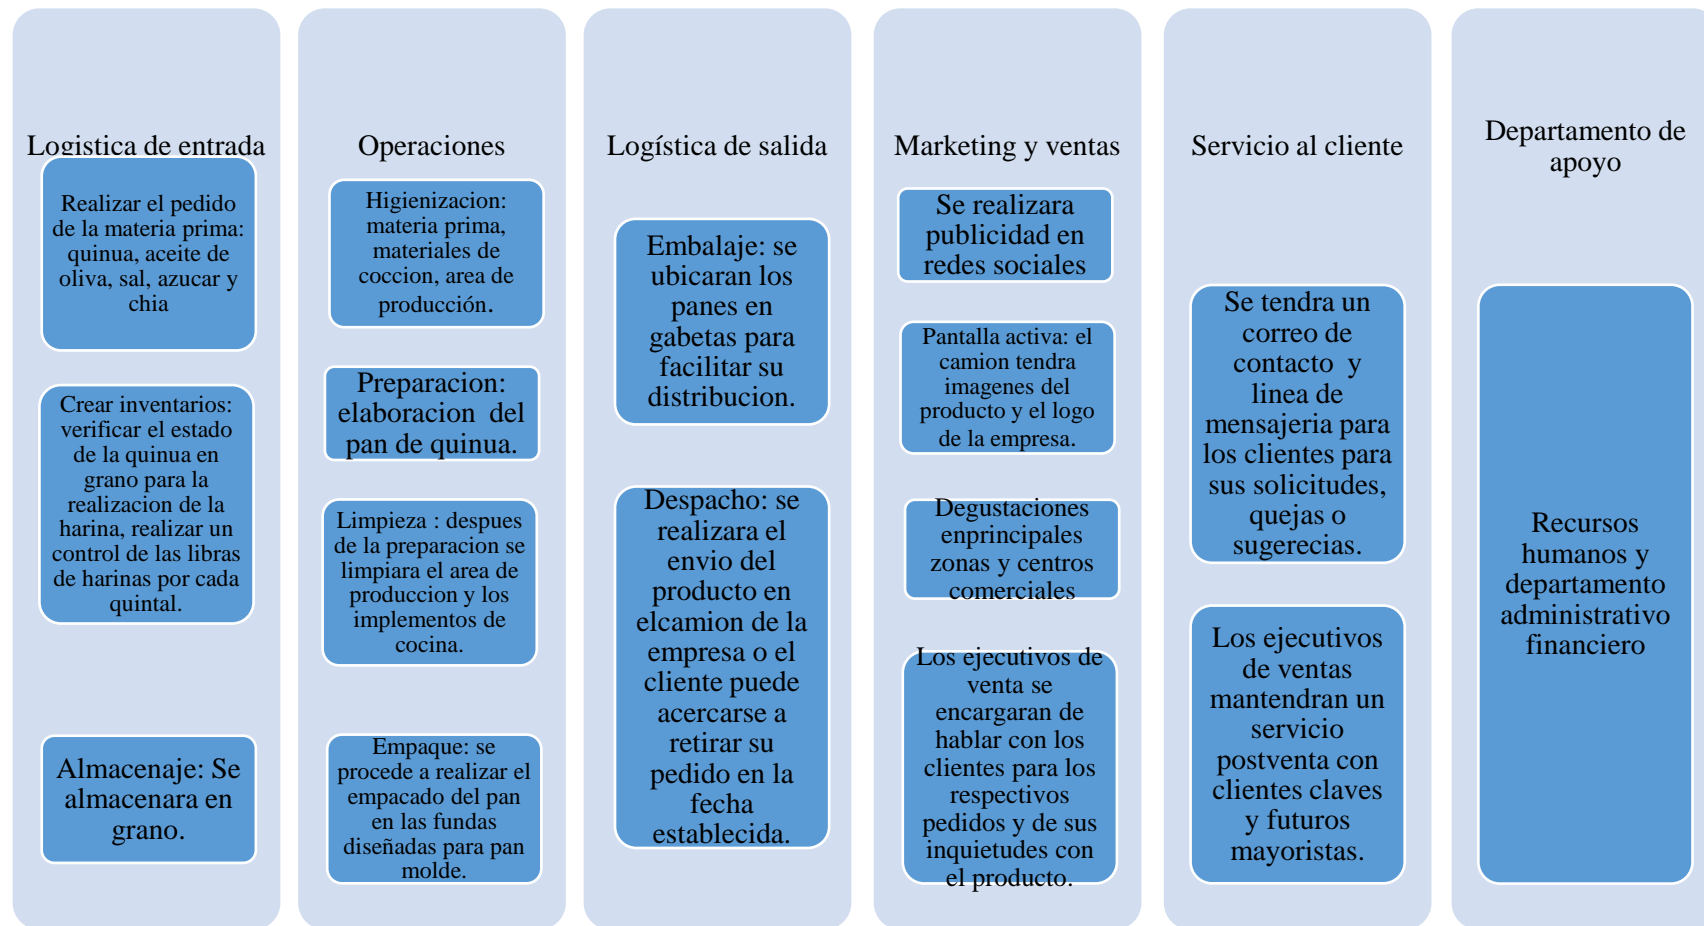 Logistica de entrada
Realizar el pedido
de la materia prima:
quinua, aceite de
oliva, sal, azucar y
chia
Crear inventarios:
verificar el estado
de la quinua en
grano para la
realizacion de la
harina, realizar un
control de las libras
de harinas por cada
quintal.
Almacenaje: Se
almacenara en
grano.
Operaciones
Higienizacion:
materia prima,
materiales de
coccion, area de
producción.
Preparacion:
elaboracion del
pan de quinua.
Limpieza : despues
de la preparacion se
limpiara el area de
produccion y los
implementos de
cocina.
Empaque: se
procede a realizar el
empacado del pan
en las fundas
diseñadas para pan
molde.
Logística de salida
Embalaje: se
ubicaran los
panes en
gabetas para
facilitar su
distribucion.
Despacho: se
realizara el
envio del
producto en
elcamion de la
empresa o el
cliente puede
acercarse a
retirar su
pedido en la
fecha
establecida.
Marketing y ventas
Se realizara
publicidad en
redes sociales
Pantalla activa: el
camion tendra
imagenes del
producto y el logo
de la empresa.
Degustaciones
enprincipales
zonas y centros
comerciales
Los ejecutivos de
venta se
encargaran de
hablar con los
clientes para los
respectivos
pedidos y de sus
inquietudes con
el producto.
Servicio al cliente
Se tendra un
correo de
contacto y
linea de
mensajeria para
los clientes para
sus solicitudes,
quejas o
sugerecias.
Los ejecutivos
de ventas
mantendran un
servicio
postventa con
clientes claves
y futuros
mayoristas.
Departamento de
apoyo
Recursos
humanos y
departamento
administrativo
financiero